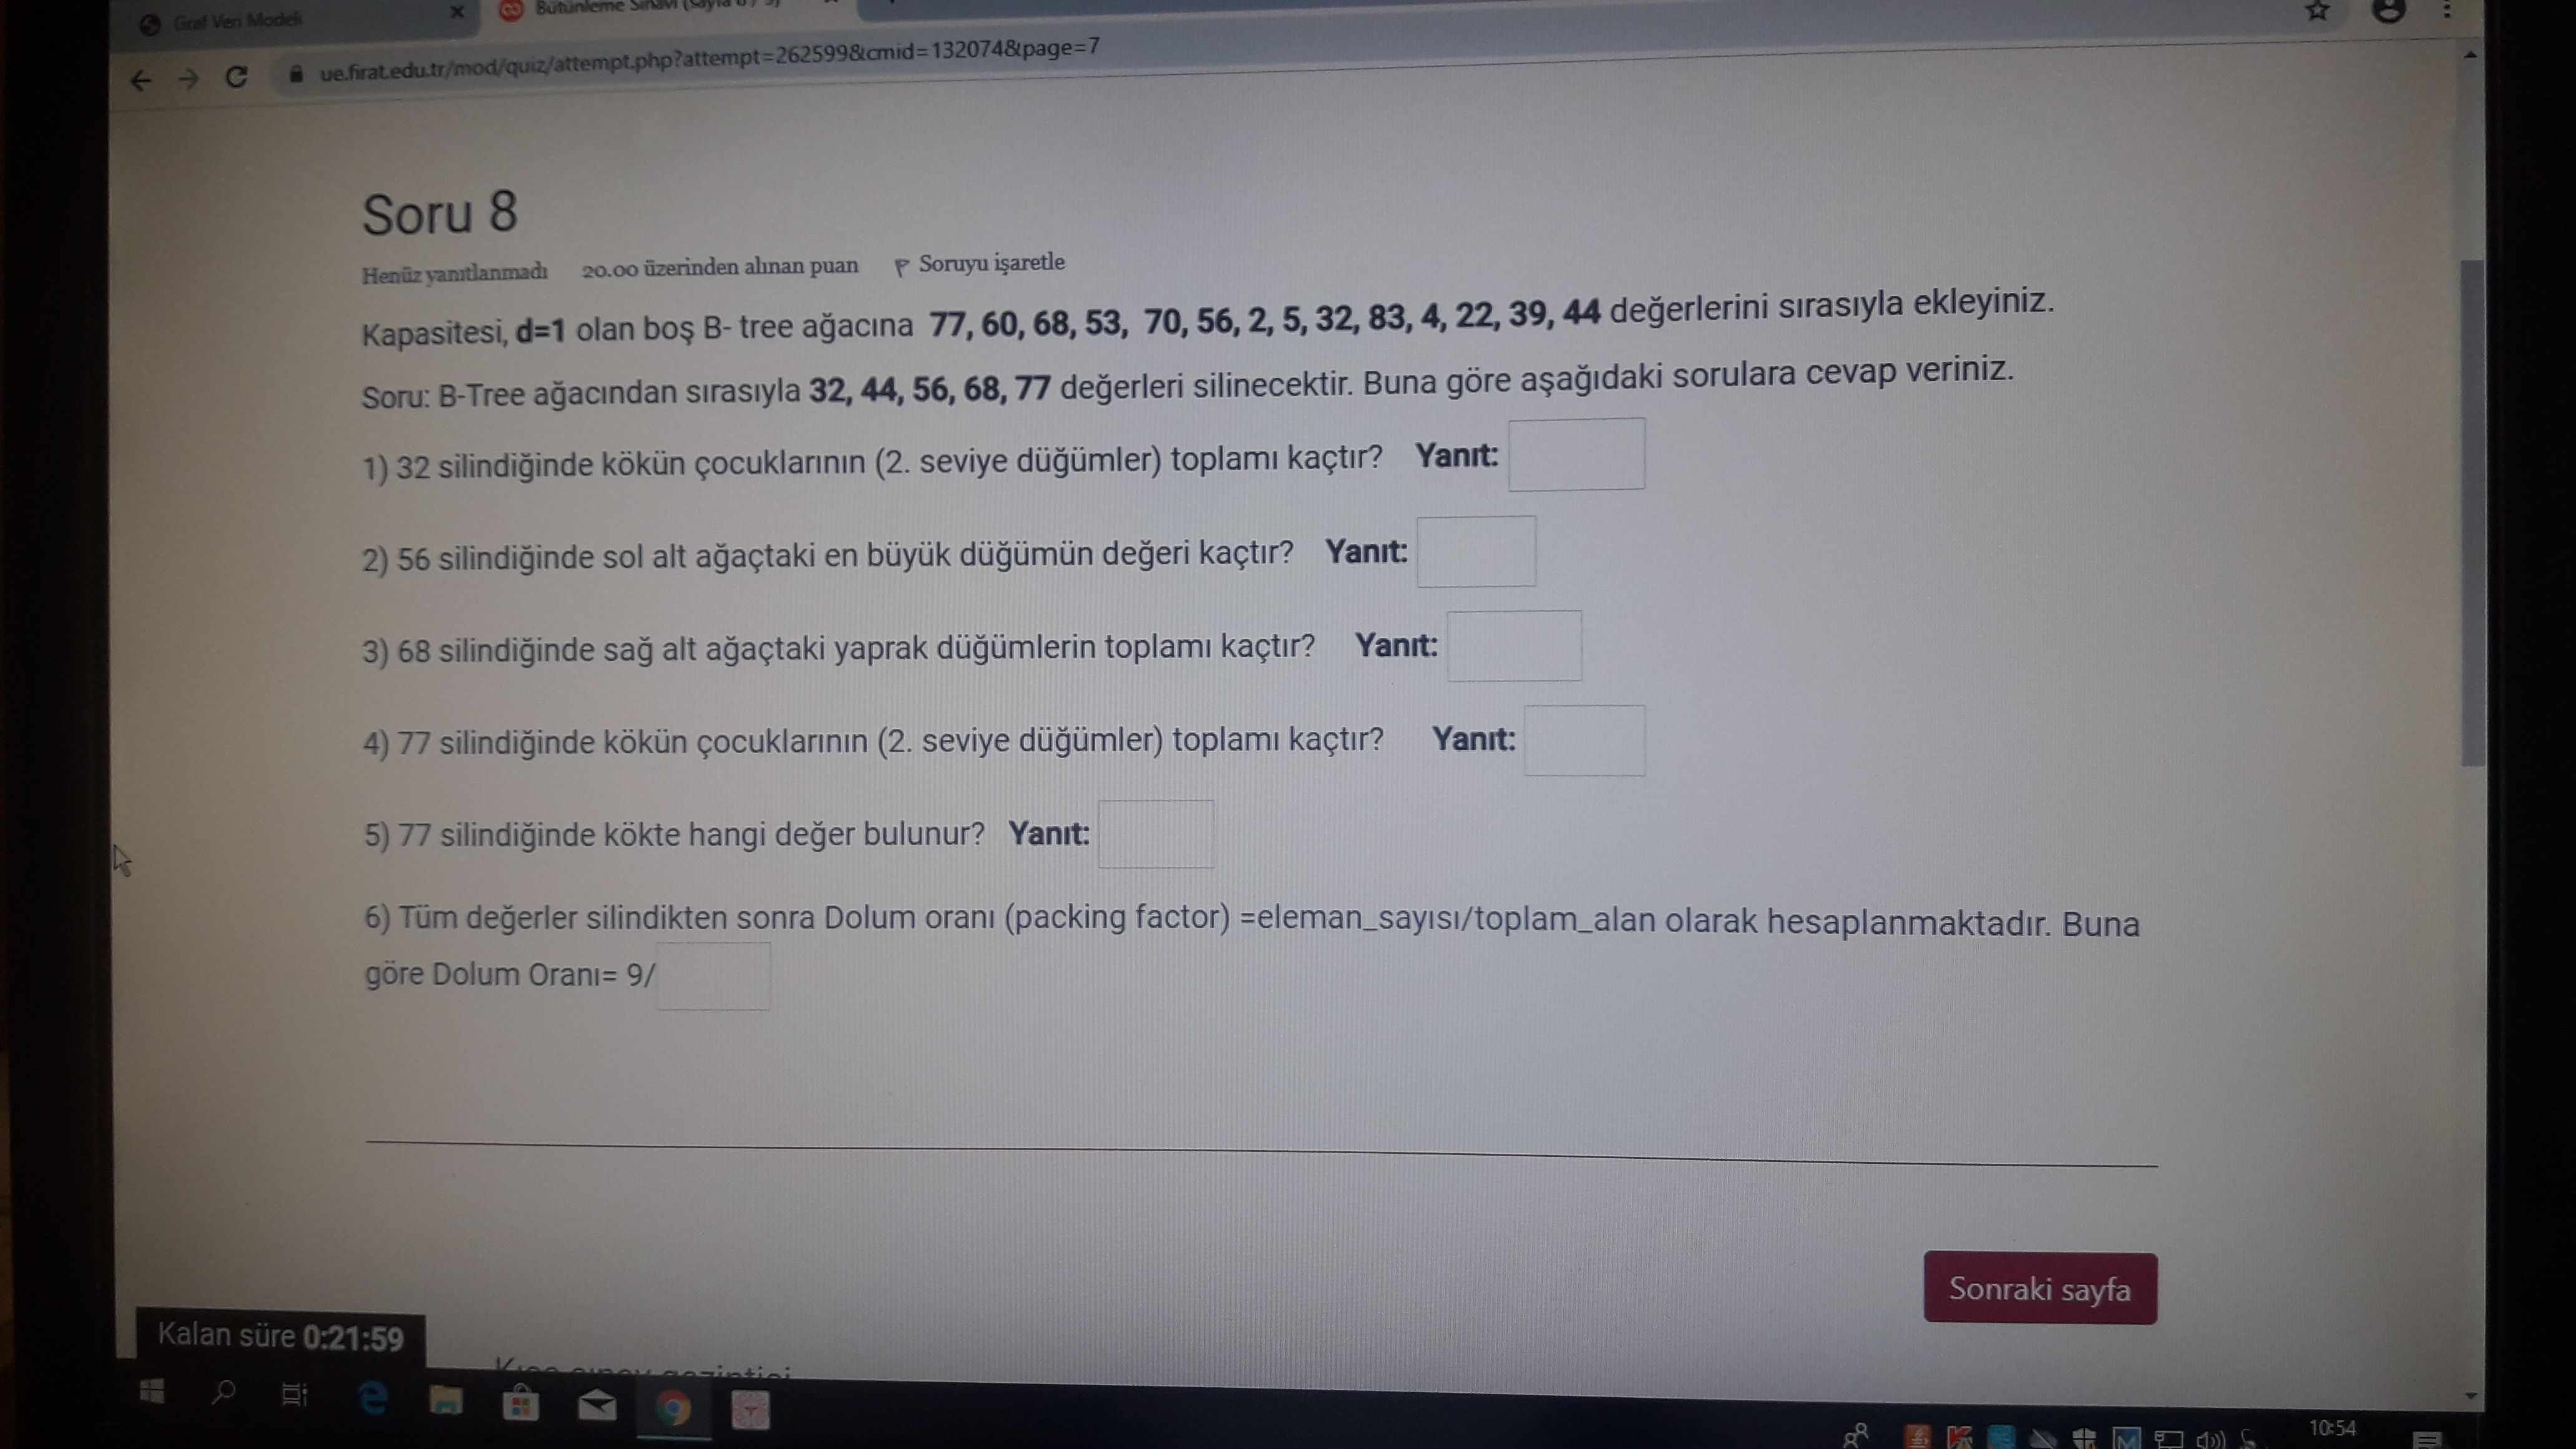 Graf Veri Modeli
ue.firat.edu.tr/mod/quiz/attempt.php?attempt=262599&cmid=132074&page=7
Soru 8
Henüz yanıtlanmadı 20.00 üzerinden alınan puan Soruyu işaretle
Kapasitesi, d=1 olan boş B- tree ağacına 77, 60, 68, 53, 70, 56, 2, 5, 32, 83, 4, 22, 39, 44 değerlerini sırasıyla ekleyiniz.
Soru: B-Tree ağacından sırasıyla 32, 44, 56, 68, 77 değerleri silinecektir. Buna göre aşağıdaki sorulara cevap veriniz.
1) 32 silindiğinde kökün çocuklarının (2. seviye düğümler) toplamı kaçtır? Yanıt:
2) 56 silindiğinde sol alt ağaçtaki en büyük düğümün değeri kaçtır? Yanıt:
3) 68 silindiğinde sağ alt ağaçtaki yaprak düğümlerin toplamı kaçtır? Yanıt:
4) 77 silindiğinde kökün çocuklarının (2. seviye düğümler) toplamı kaçtır? Yanıt:
5) 77 silindiğinde kökte hangi değer bulunur? Yanıt:
6) Tüm değerler silindikten sonra Dolum oranı (packing factor) =eleman_sayısı/toplam_alan olarak hesaplanmaktadır. Buna
göre Dolum Oranı= 9/
Sonraki sayfa
Kalan süre 0:21:59
10:54